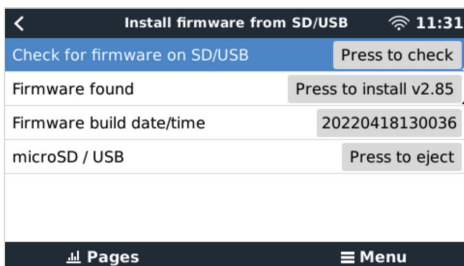 Install firmware from SD/USB 11:31
Check for firmware on SD/USB Press to check
Firmware found Press to install v2.85
Firmware build date/time 20220418130036
microSD / USB Press to eject
Pages Menu